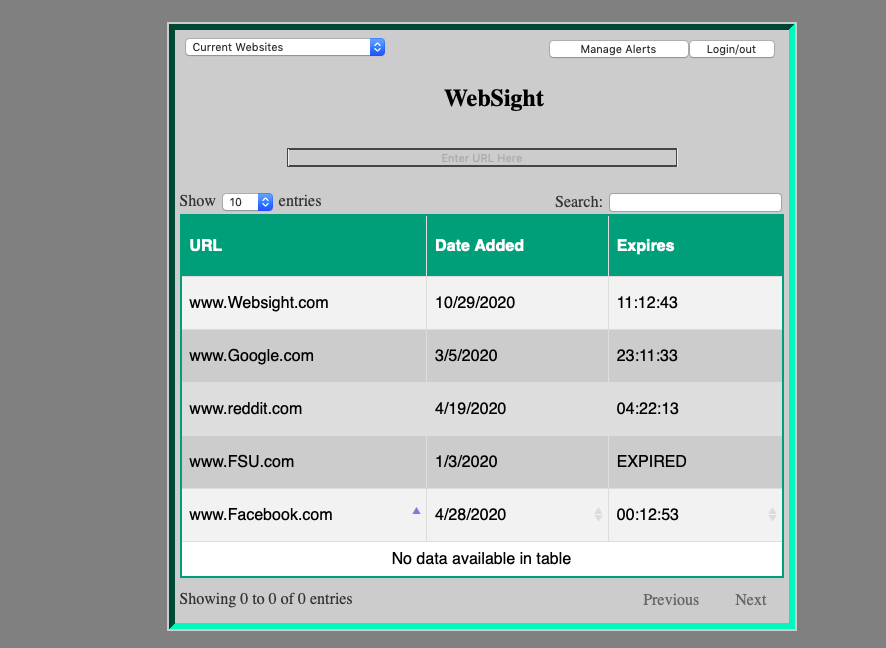 Current Websites Manage Alerts Login/out
WebSight
Enter URL Here
Show 10 entries Search:
URL Date Added Expires
www.Websight.com 10/29/2020 11:12:43
www.Google.com 3/5/2020 23:11:33
www.reddit.com 4/19/2020 04:22:13
www.FSU.com 1/3/2020 EXPIRED
www.Facebook.com 4/28/2020 00:12:53
No data available in table
Showing 0 to 0 of 0 entries Previous Next